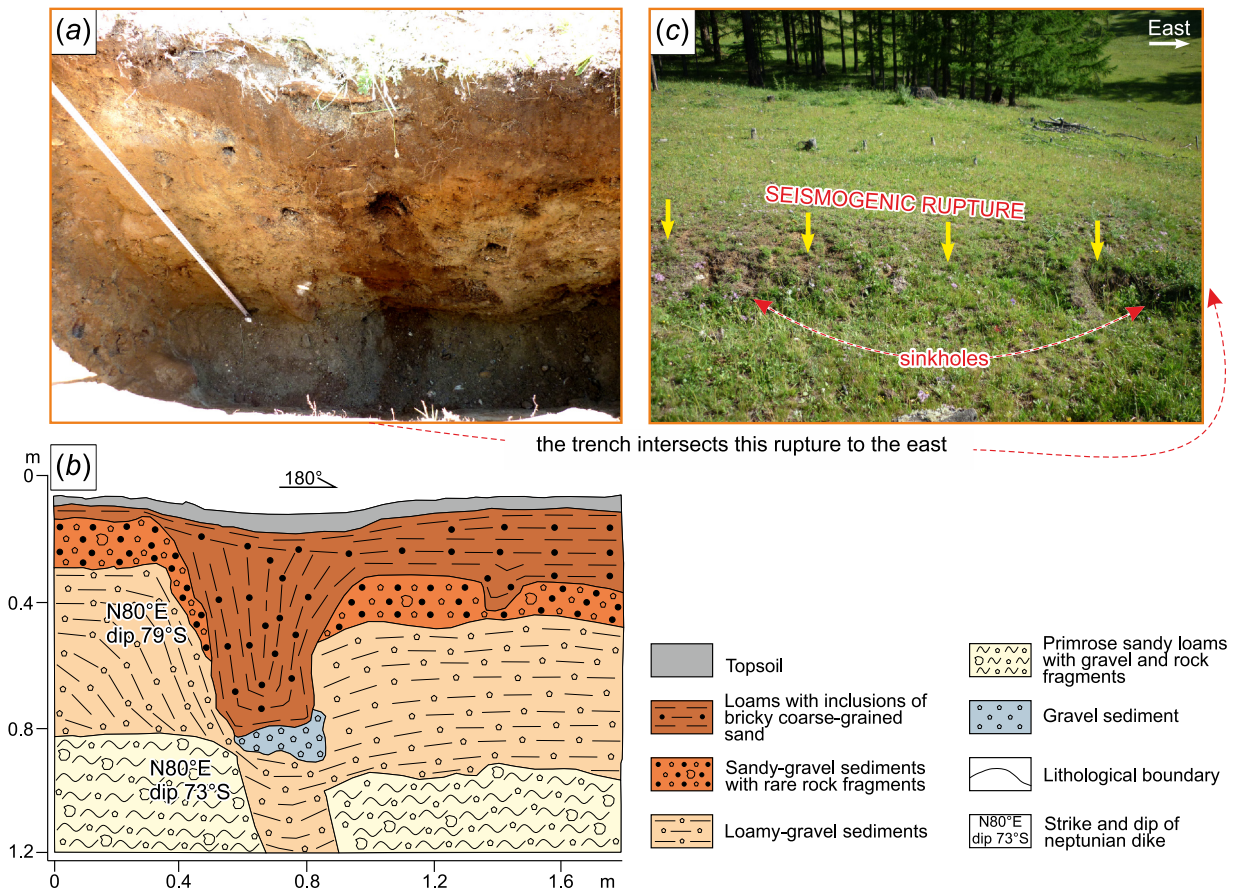 (a)
(c)
East
SEISMOGENIC RUPTURE
sinkholes
the trench intersects this rupture to the east
m
(b)
0
180°
0.4
N80°E
dip 79°S
0.8
N80°E
dip 73°S
1.2
0
0.4
0.8
1.2
1.6
m
Topsoil
Loams with inclusions of
bricky coarse-grained
sand
Sandy-gravel sediments
with rare rock fragments
Loamy-gravel sediments
Primrose sandy loams
with gravel and rock
fragments
Gravel sediment
Lithological boundary
N80°E
dip 73°S
Strike and dip of
neptunian dike